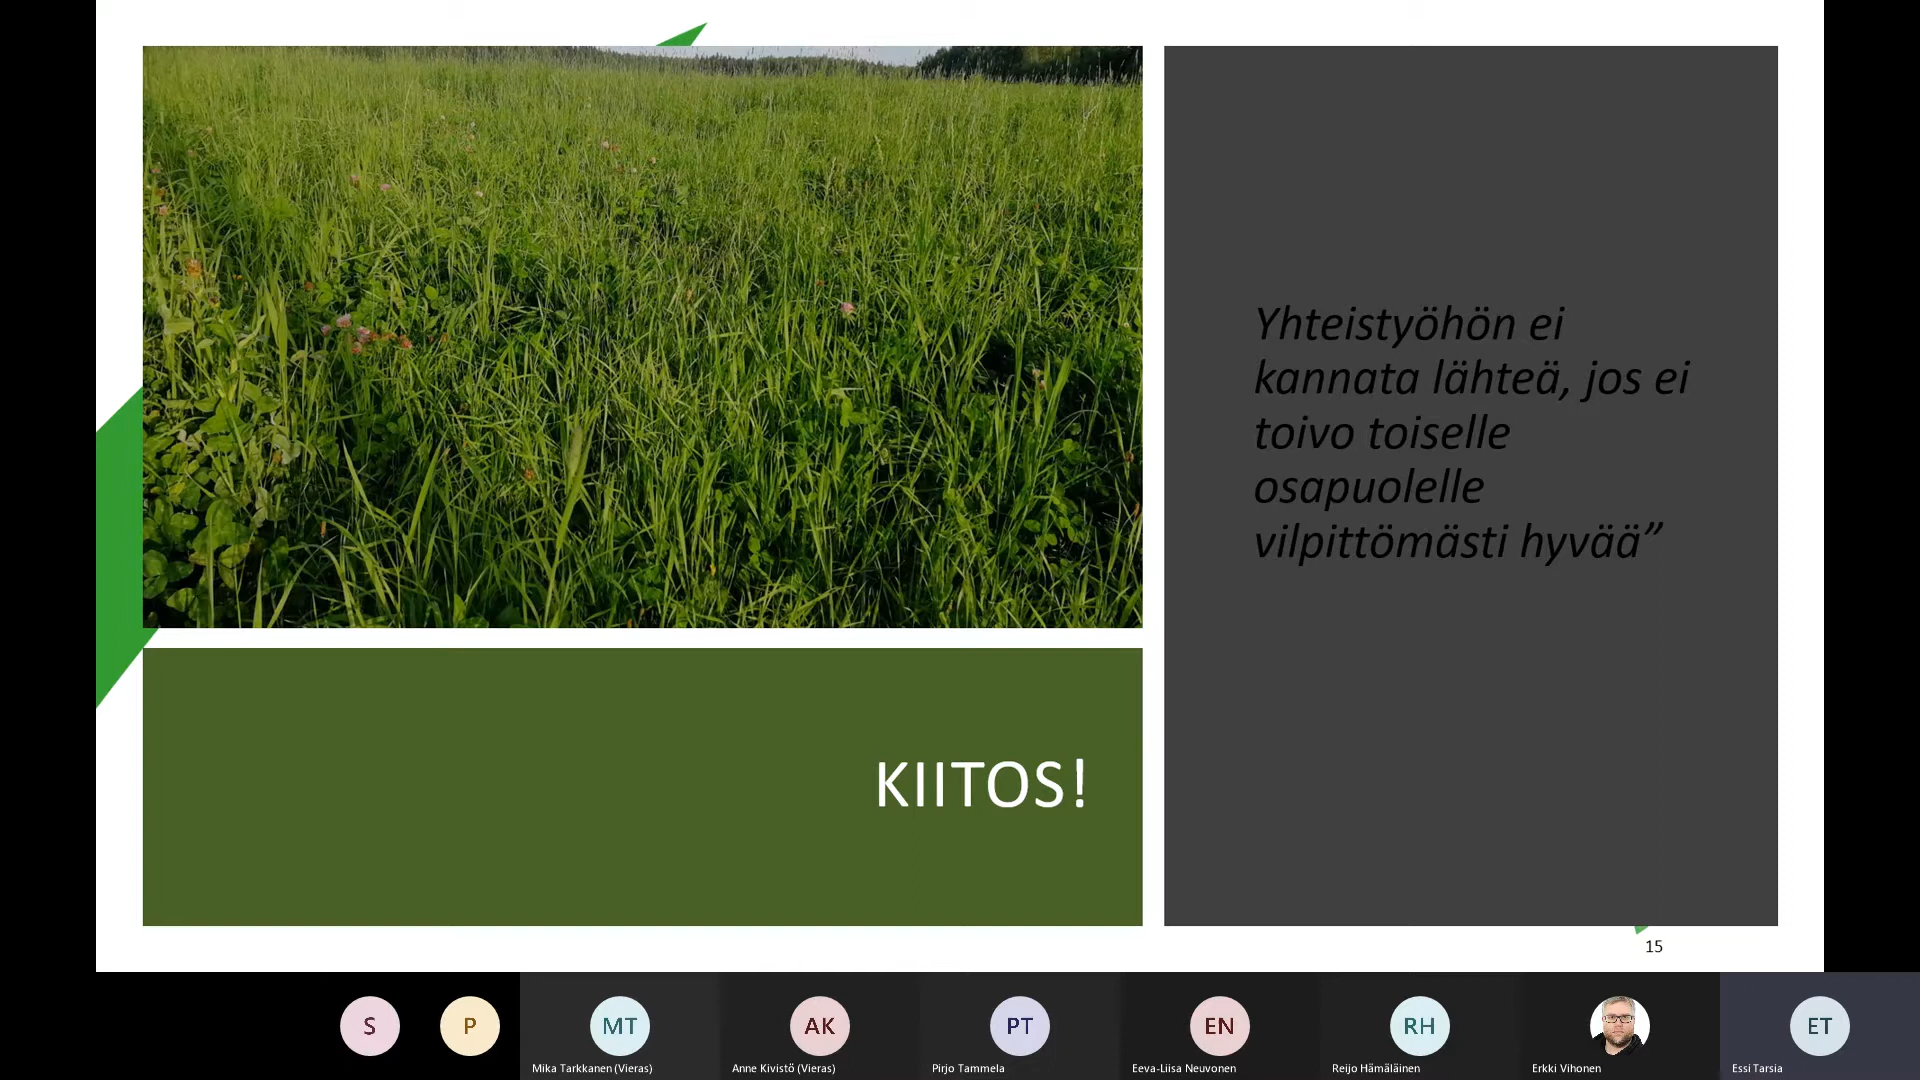 Yhteistyöhön ei
kannata lähteä, jos ei
toivo toiselle
osapuolelle
vilpittömästi hyvää”
KIITOS!
15
S
P
MT
AK
PT
EN
RH
ET
Mika Tarkkanen (Vieras)
Anne Kivistö (Vieras)
Pirjo Tammela
Eeva-Liisa Neuvonen
Reijo Hämäläinen
Erkki Vihonen
Essi Tarsia